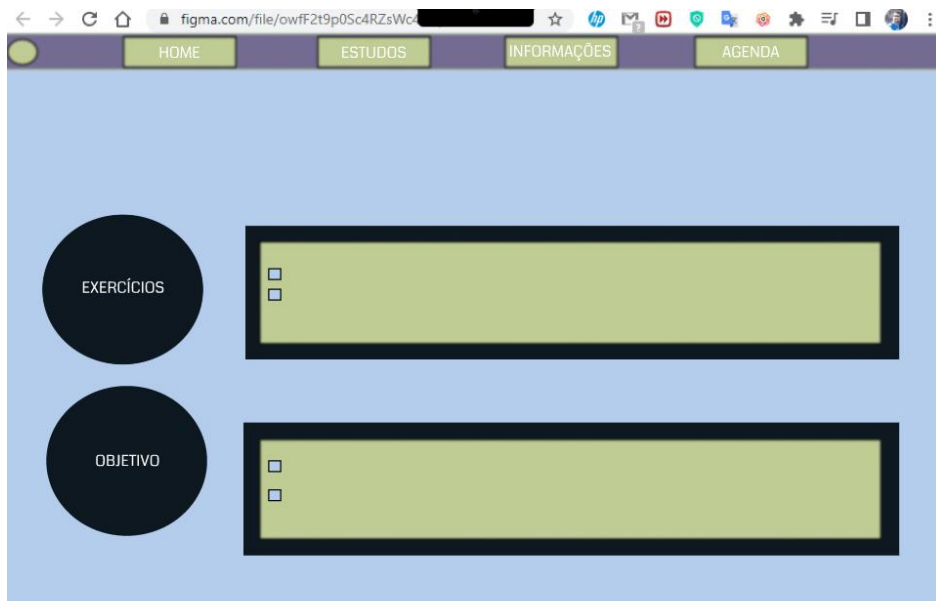 figma.com/file/owfF2t9p0Sc4RZsWc4
HOME ESTUDOS INFORMAÇÕES AGENDA
EXERCÍCIOS
OBJETIVO